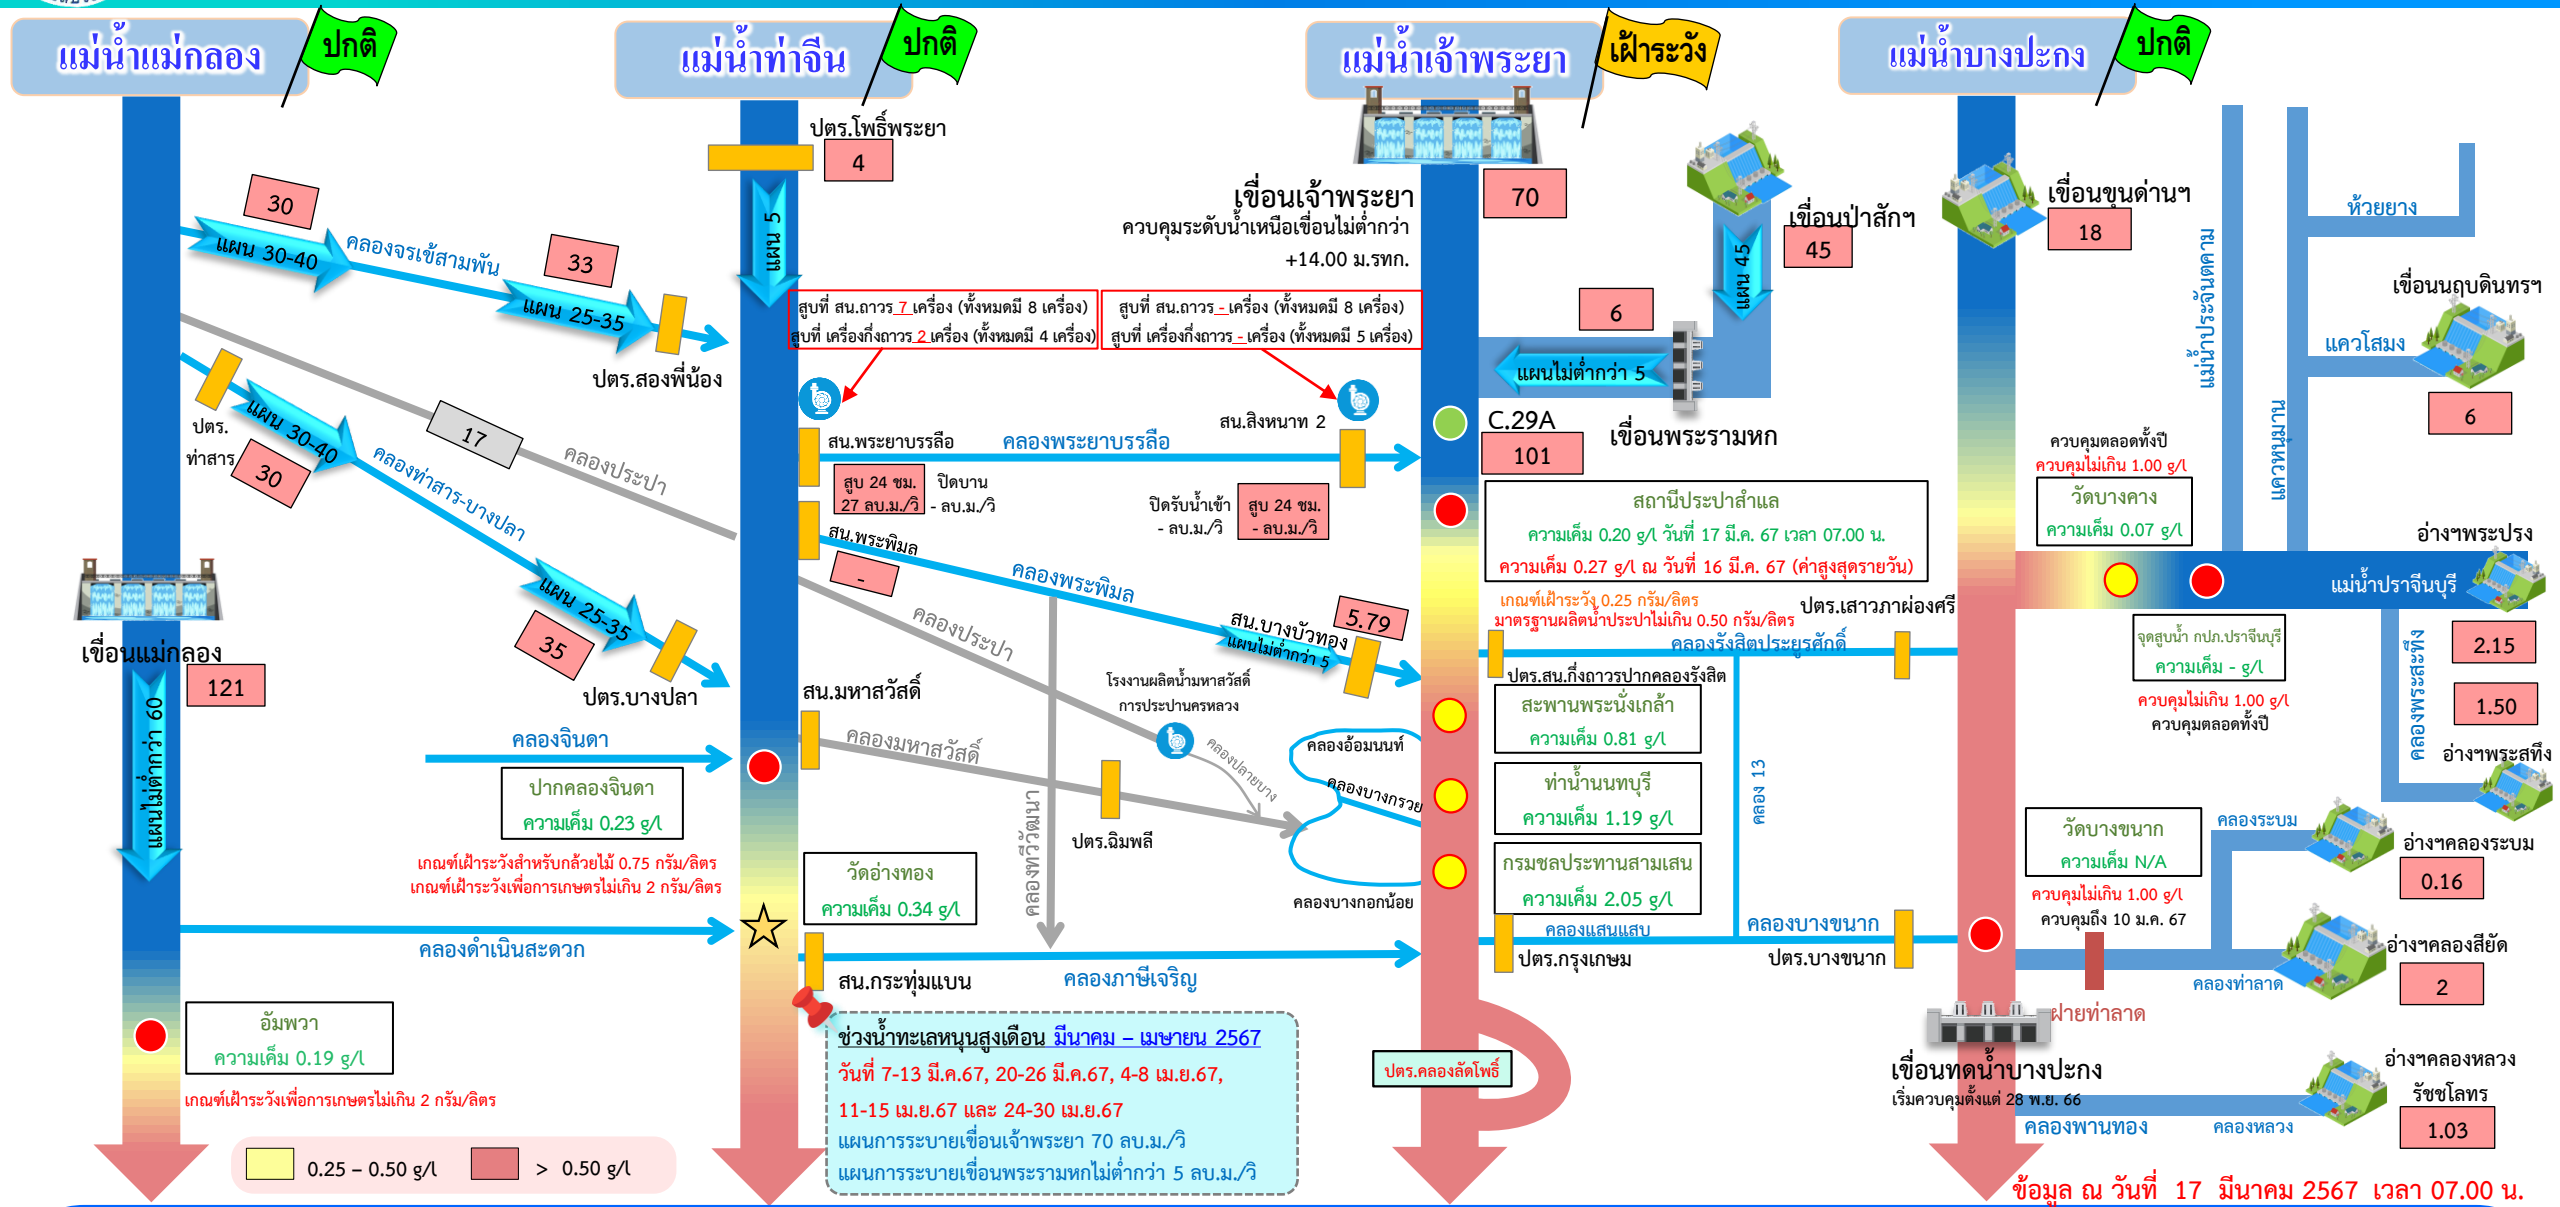 แม่น้ำแม่กลอง
ปกติ
แม่น้ำท่าจีน
ปกติ
แม่น้ำเจ้าพระยา
เฝ้าระวัง
แม่น้ำบางปะกง
ปกติ
30
แผน 30-40
คลองจรเข้สามพัน
33
แผน 25-35
ปตร.สองพี่น้อง
ปตร.
ท่าสาร
แผน 30-40
30
17
คลองประปา
คลองท่าสาร-บางปลา
แผน 25-35
35
ปตร.บางปลา
เขื่อนแม่กลอง
121
แผนไม่ต่ำกว่า 60
คลองจินดา
ปากคลองจินดา
ความเค็ม 0.23 g/l
เกณฑ์เฝ้าระวังสำหรับกล้วยไม้ 0.75 กรัม/ลิตร
เกณฑ์เฝ้าระวังเพื่อการเกษตรไม่เกิน 2 กรัม/ลิตร
คลองดำเนินสะดวก
อัมพวา
ความเค็ม 0.19 g/l
เกณฑ์เฝ้าระวังเพื่อการเกษตรไม่เกิน 2 กรัม/ลิตร
0.25 – 0.50 g/l
> 0.50 g/l
ปตร.โพธิ์พระยา
4
แผน 5
สูบที่ สน.ถาวร 7 เครื่อง (ทั้งหมดมี 8 เครื่อง)
สูบที่ เครื่องกึ่งถาวร 2 เครื่อง (ทั้งหมดมี 4 เครื่อง)
สูบที่ สน.ถาวร - เครื่อง (ทั้งหมดมี 8 เครื่อง)
สูบที่ เครื่องกึ่งถาวร - เครื่อง (ทั้งหมดมี 5 เครื่อง)
สน.พระยาบรรลือ
คลองพระยาบรรลือ
สน.สิงหนาท 2
สูบ 24 ชม.
27 ลบ.ม./วิ
ปิดบาน
- ลบ.ม./วิ
ปิดรับน้ำเข้า
- ลบ.ม./วิ
สูบ 24 ชม.
- ลบ.ม./วิ
สน.พระพิมล
-
คลองพระพิมล
คลองประปา
สน.บางบัวทอง
แผนไม่ต่ำกว่า 5
5.79
สน.มหาสวัสดิ์
คลองมหาสวัสดิ์
โรงงานผลิตน้ำมหาสวัสดิ์
การประปานครหลวง
คลองปลายบาง
ปตร.ฉิมพลี
คลองทวีวัฒนา
คลองอ้อมนนท์
คลองบางกรวย
คลองบางกอกน้อย
วัดอ่างทอง
ความเค็ม 0.34 g/l
สน.กระทุ่มแบน
คลองภาษีเจริญ
ช่วงน้ำทะเลหนุนสูงเดือน มีนาคม – เมษายน 2567
วันที่ 7-13 มี.ค.67, 20-26 มี.ค.67, 4-8 เม.ย.67,
11-15 เม.ย.67 และ 24-30 เม.ย.67
แผนการระบายเขื่อนเจ้าพระยา 70 ลบ.ม./วิ
แผนการระบายเขื่อนพระรามหกไม่ต่ำกว่า 5 ลบ.ม./วิ
เขื่อนเจ้าพระยา
ควบคุมระดับน้ำเหนือเขื่อนไม่ต่ำกว่า
+14.00 ม.รทก.
70
เขื่อนป่าสักฯ
45
แผน 45
6
แผนไม่ต่ำกว่า 5
เขื่อนพระรามหก
C.29A
101
สถานีประปาสำแล
ความเค็ม 0.20 g/l วันที่ 17 มี.ค. 67 เวลา 07.00 น.
ความเค็ม 0.27 g/l ณ วันที่ 16 มี.ค. 67 (ค่าสูงสุดรายวัน)
เกณฑ์เฝ้าระวัง 0.25 กรัม/ลิตร
มาตรฐานผลิตน้ำประปาไม่เกิน 0.50 กรัม/ลิตร
ปตร.เสาวภาผ่องศรี
คลองรังสิตประยูรศักดิ์
ปตร.สน.กึ่งถาวรปากคลองรังสิต
สะพานพระนั่งเกล้า
ความเค็ม 0.81 g/l
ท่าน้ำนนทบุรี
ความเค็ม 1.19 g/l
กรมชลประทานสามเสน
ความเค็ม 2.05 g/l
คลอง 13
คลองแสนแสบ
ปตร.กรุงเกษม
คลองบางขนาก
ปตร.บางขนาก
ปตร.คลองลัดโพธิ์
เขื่อนขุนด่านฯ
18
ห้วยยาง
แม่น้ำประจันตคาม
เขื่อนนฤบดินทรฯ
แควโสมง
6
แควหนุมาน
ควบคุมตลอดทั้งปี
ควบคุมไม่เกิน 1.00 g/l
วัดบางคาง
ความเค็ม 0.07 g/l
อ่างฯพระปรง
แม่น้ำปราจีนบุรี
2.15
จุดสูบน้ำ กปภ.ปราจีนบุรี
ความเค็ม - g/l
ควบคุมไม่เกิน 1.00 g/l
ควบคุมตลอดทั้งปี
คลองพระสะทึง
1.50
อ่างฯพระสทึง
วัดบางขนาก
ความเค็ม N/A
ควบคุมไม่เกิน 1.00 g/l
ควบคุมถึง 10 ม.ค. 67
คลองระบม
อ่างฯคลองระบม
0.16
อ่างฯคลองสียัด
2
คลองท่าลาด
ฝายท่าลาด
เขื่อนทดน้ำบางปะกง
เริ่มควบคุมตั้งแต่ 28 พ.ย. 66
คลองพานทอง
คลองหลวง
อ่างฯคลองหลวง
รัชชโลทร
1.03
ข้อมูล ณ วันที่ 17 มีนาคม 2567 เวลา 07.00 น.